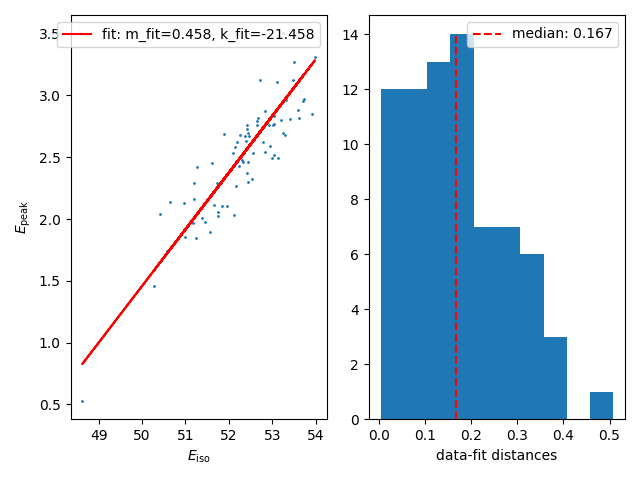 fit: m_fit=0.458, k_fit=-21.458
3.5
3.0
2.5
2.0
1.5
1.0
0.5
E_peak
49 50 51 52 53 54
E_iso
median: 0.167
14
12
10
8
6
4
2
0
0.0 0.1 0.2 0.3 0.4 0.5
data-fit distances